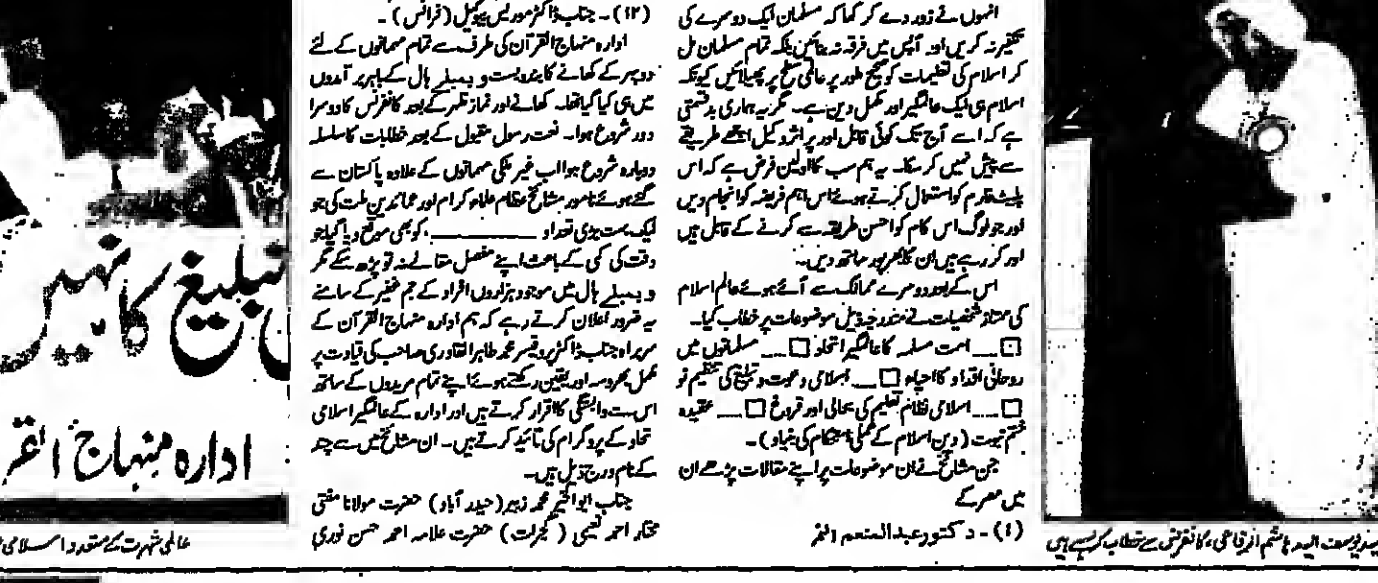 انہوں نے زور دے کر کہا کہ مسلمان ایک دوسرے کی
تکفیر نہ کریں اور آپس میں فرقہ نہ بنائیں بلکہ تمام مسلمان مل
کر اسلام کی تعلیمات کو صحیح طور پر عالمی سطح پر پھیلائیں کیونکہ
اسلام ہی ایک عالمگیر اور مکمل دین ہے۔ مگر یہ ہماری بدقسمتی
ہے کہ اسے آج تک کوئی قابل اور پراثر وکیل اچھے طریقے
سے پیش نہیں کر سکا۔ یہ ہم سب کا اولین فرض ہے کہ اس
پلیٹ فارم کو استعمال کرتے ہوئے اس اہم فریضہ کو انجام دیں
اور جو لوگ اس کام کو احسن طریقہ سے کرنے کے قابل ہیں
اور کر رہے ہیں ان کا بھرپور ساتھ دیں۔
اس کے بعد دوسرے ممالک سے آئے ہوئے عالم اسلام
کی ممتاز شخصیات نے مندرجہ ذیل موضوعات پر خطاب کیا۔
□ ـــ امت مسلمہ کا عالمگیر اتحاد □ ـــ مسلمانوں میں
روحانی اقدار کا احیاء □ ـــ اسلامی دعوت و تبلیغ کی تنظیم نو
□ ـــ اسلامی نظام تعلیم کی بحالی اور فروغ □ ـــ عقیدہ
ختم نبوت (دین اسلام کے عملی استحکام کی بنیاد)۔
جن مشائخ نے ان موضوعات پر اپنے مقالات پڑھے ان
میں مصر کے
(۱)۔ دکتور عبدالمنعم النمر
(۱۲)۔ جناب ڈاکٹر موریس بیوکیل (فرانس)۔
ادارہ منہاج القرآن کی طرف سے تمام مہمانوں کے لئے
دوپہر کے کھانے کا بندوبست ویمبلے ہال کے باہر برآمدوں
میں ہی کیا گیا تھا۔ کھانے اور نماز ظہر کے بعد کانفرنس کا دوسرا
دور شروع ہوا۔ نعت رسول مقبول کے بعد خطابات کا سلسلہ
دوبارہ شروع ہوا اب غیر ملکی مہمانوں کے علاوہ پاکستان سے
گئے ہوئے نامور مشائخ عظام علماء کرام اور عمائدین ملت کی جو
ایک بہت بڑی تعداد ـــــــــ، کو بھی موقع دیا گیا جو
وقت کی کمی کے باعث اپنے مفصل مقالے نہ تو پڑھ سکے مگر
ویمبلے ہال میں موجود ہزاروں افراد کے جم غفیر کے سامنے
یہ ضرور اعلان کرتے رہے کہ ہم ادارہ منہاج القرآن کے
سربراہ جناب ڈاکٹر پروفیسر محمد طاہر القادری صاحب کی قیادت پر
مکمل بھروسہ اور یقین رکھتے ہوئے اپنے تمام مریدوں کے ساتھ
اس سے وابستگی کا اقرار کرتے ہیں اور ادارہ کے عالمگیر اسلامی
اتحاد کے پروگرام کی تائید کرتے ہیں۔ ان مشائخ میں سے چند
کے نام درج ذیل ہیں۔
جناب ابوالخیر محمد زبیر (حیدر آباد) حضرت مولانا مفتی
مختار احمد نعیمی (گجرات) حضرت علامہ احمد حسن نوری
تبلیغ کا نہیں
ادارہ منہاج القر
عالمی شہرت کے متعدد اسلامی
سید یوسف السید ہاشم الرفاعی، کانفرنس سے خطاب کر رہے ہیں